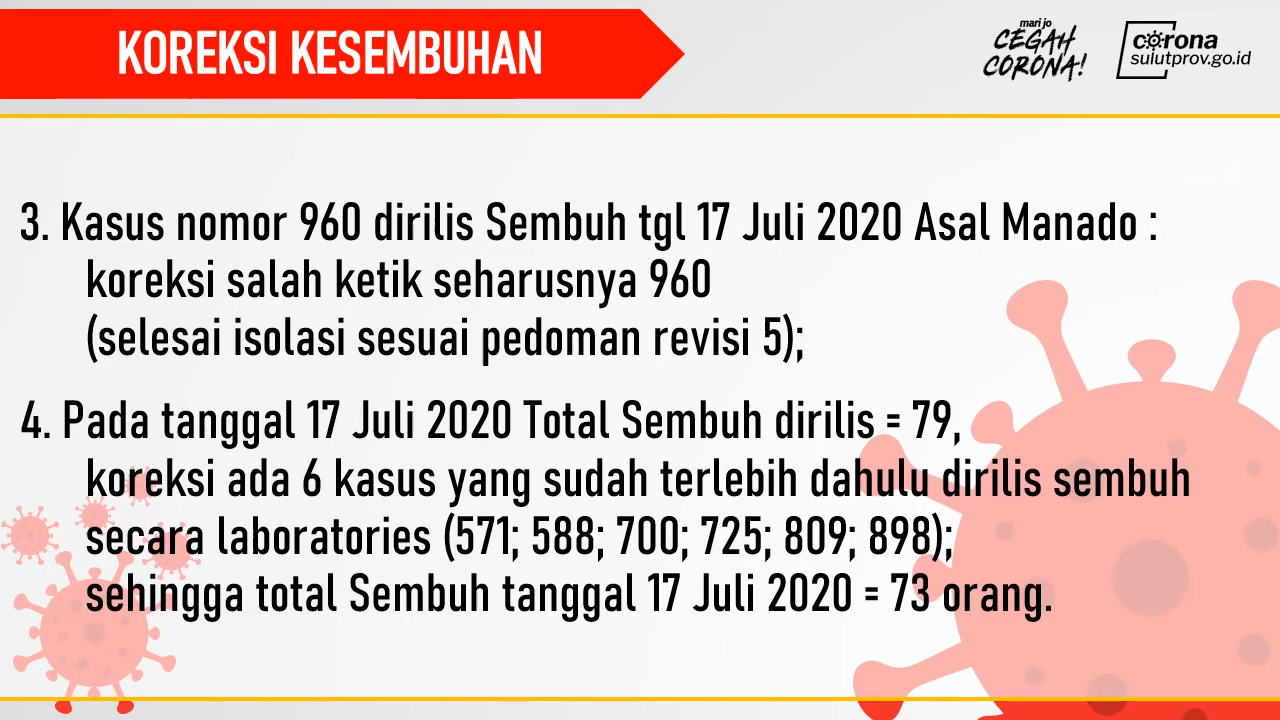 KOREKSI KESEMBUHAN
mari jo
CEGAH
CORONA!
corona
sulutprov.go.id
3. Kasus nomor 960 dirilis Sembuh tgl 17 Juli 2020 Asal Manado :
koreksi salah ketik seharusnya 960
(selesai isolasi sesuai pedoman revisi 5);
4. Pada tanggal 17 Juli 2020 Total Sembuh dirilis = 79,
koreksi ada 6 kasus yang sudah terlebih dahulu dirilis sembuh
secara laboratories (571; 588; 700; 725; 809; 898);
sehingga total Sembuh tanggal 17 Juli 2020 = 73 orang.